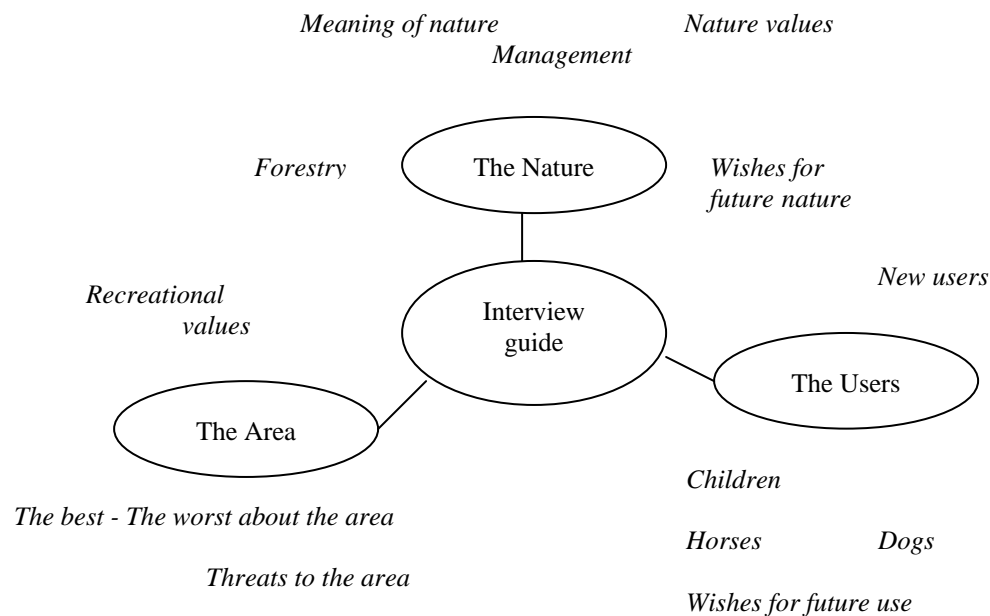 Meaning of nature
Nature values
Management
Forestry
The Nature
Wishes for
future nature
New users
Recreational
values
Interview
guide
The Users
The Area
Children
The best - The worst about the area
Horses
Dogs
Threats to the area
Wishes for future use